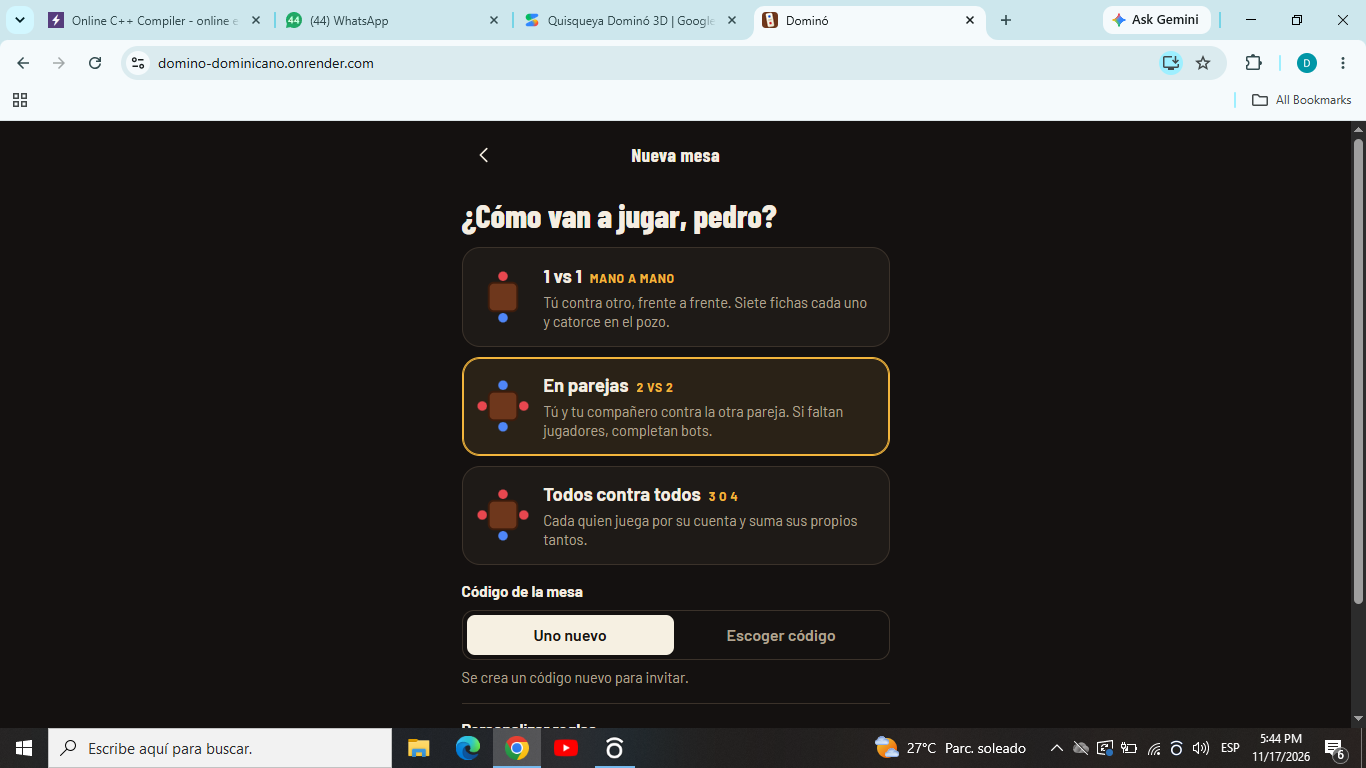 Online C++ Compiler - online e
44
(44) WhatsApp
Quisqueya Dominó 3D | Google
Dominó
Ask Gemini
domino-dominicano.onrender.com
D
All Bookmarks
Nueva mesa
¿Cómo van a jugar, pedro?
1 vs 1 MANO A MANO
Tú contra otro, frente a frente. Siete fichas cada uno
y catorce en el pozo.
En parejas 2 VS 2
Tú y tu compañero contra la otra pareja. Si faltan
jugadores, completan bots.
Todos contra todos 3 O 4
Cada quien juega por su cuenta y suma sus propios
tantos.
Código de la mesa
Uno nuevo
Escoger código
Se crea un código nuevo para invitar.
Personalizar reglas
Escribe aquí para buscar.
27°C Parc. soleado
ESP
5:44 PM
11/17/2026
6